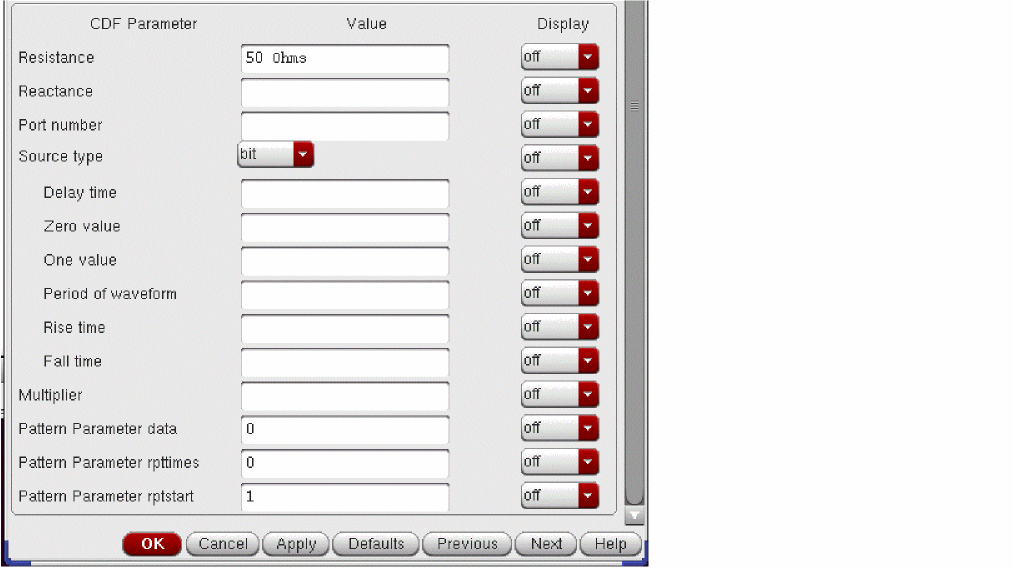 CDF Parameter Value Display
Resistance 50 Ohms off
Reactance off
Port number off
Source type bit off
Delay time off
Zero value off
One value off
Period of waveform off
Rise time off
Fall time off
Multiplier off
Pattern Parameter data 0 off
Pattern Parameter rpttimes 0 off
Pattern Parameter rptstart 1 off
OK Cancel Apply Defaults Previous Next Help